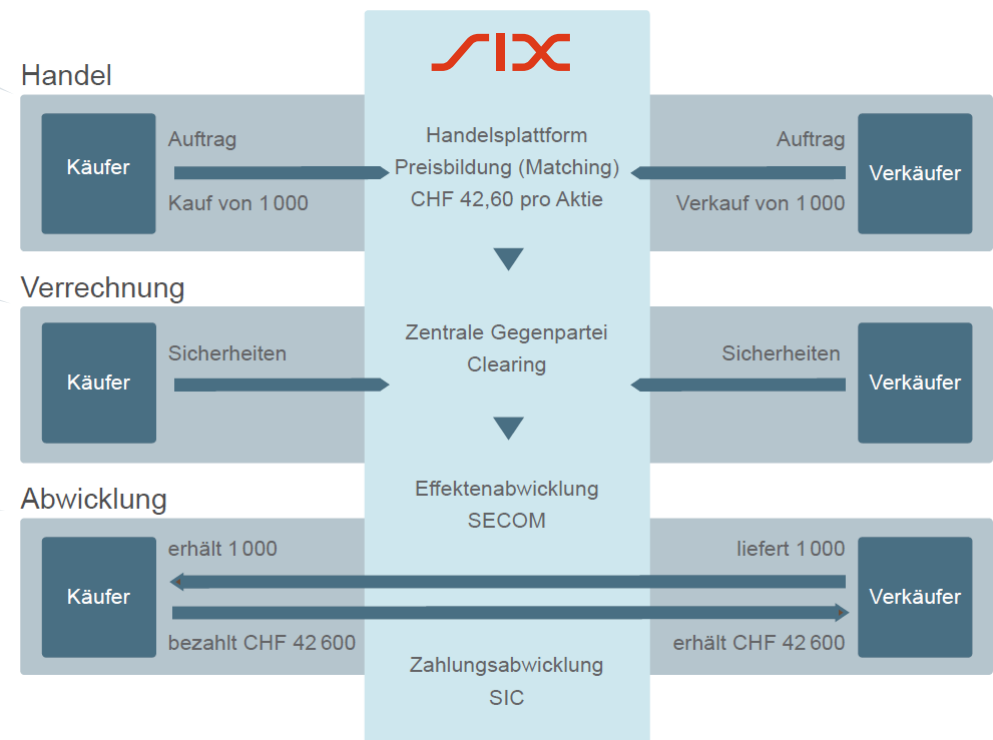 SIX
Handel
Käufer
Auftrag
Kauf von 1 000
Handelsplattform
Preisbildung (Matching)
CHF 42,60 pro Aktie
Auftrag
Verkauf von 1 000
Verkäufer
Verrechnung
Käufer
Sicherheiten
Zentrale Gegenpartei
Clearing
Sicherheiten
Verkäufer
Abwicklung
Effektenabwicklung
SECOM
Käufer
erhält 1 000
bezahlt CHF 42 600
liefert 1 000
erhält CHF 42 600
Verkäufer
Zahlungsabwicklung
SIC